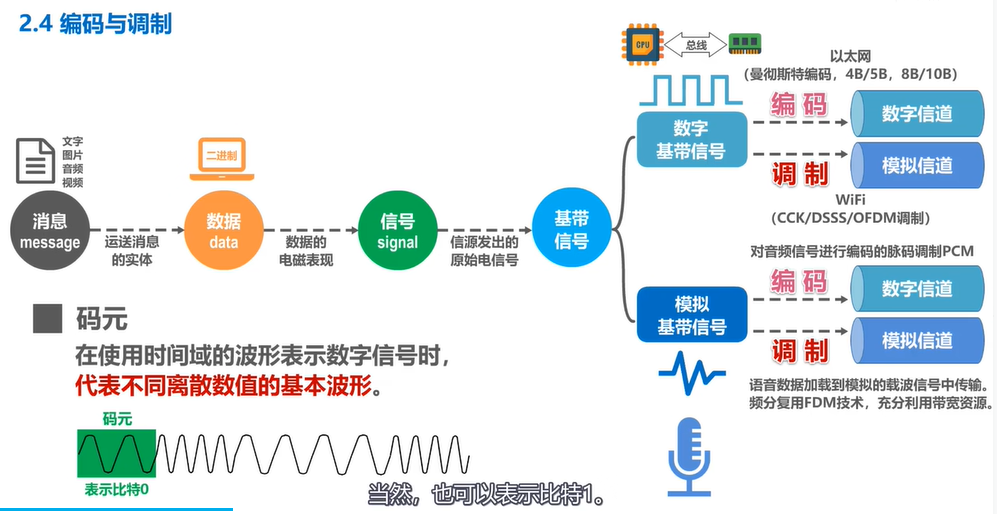 2.4 编码与调制
CPU
总线
以太网
(曼彻斯特编码，4B/5B，8B/10B)
文字
图片
音频
视频
二进制
消息
message
运送消息
的实体
数据
data
数据的
电磁表现
信号
signal
信源发出的
原始电信号
基带
信号
数字
基带信号
编 码
数字信道
调 制
模拟信道
WiFi
(CCK/DSSS/OFDM调制)
对音频信号进行编码的脉码调制PCM
模拟
基带信号
编 码
数字信道
调 制
模拟信道
语音数据加载到模拟的载波信号中传输。
频分复用FDM技术，充分利用带宽资源。
码元
在使用时间域的波形表示数字信号时，
代表不同离散数值的基本波形。
码元
表示比特0
当然，也可以表示比特1。